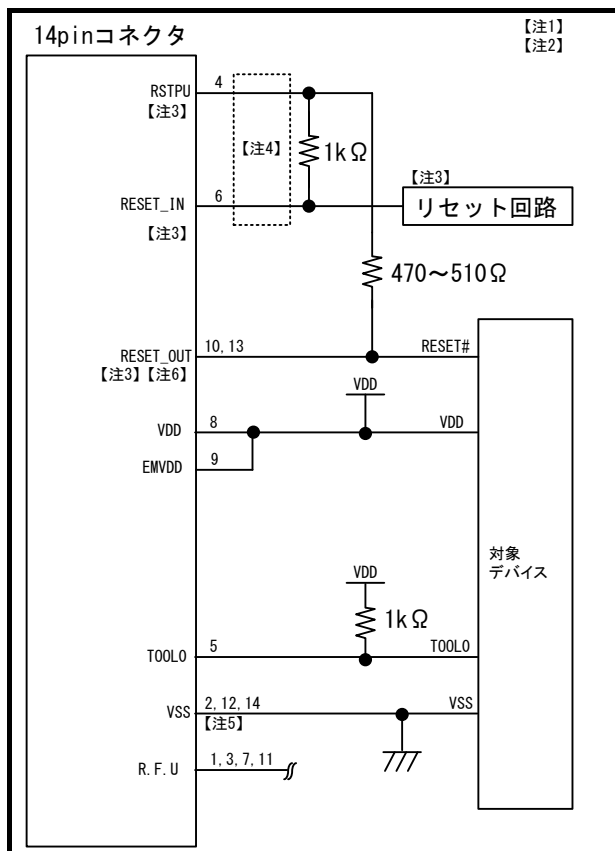 【注1】
【注2】
14pinコネクタ
RSTPU
4
【注3】
【注4】
1kΩ
【注3】
RESET_IN
6
リセット回路
【注3】
470～510Ω
RESET_OUT
10, 13
RESET#
【注3】【注6】
VDD
VDD
8
VDD
EMVDD
9
対象
デバイス
VDD
1kΩ
TOOL0
5
TOOL0
VSS
2, 12, 14
VSS
【注5】
R.F.U
1, 3, 7, 11